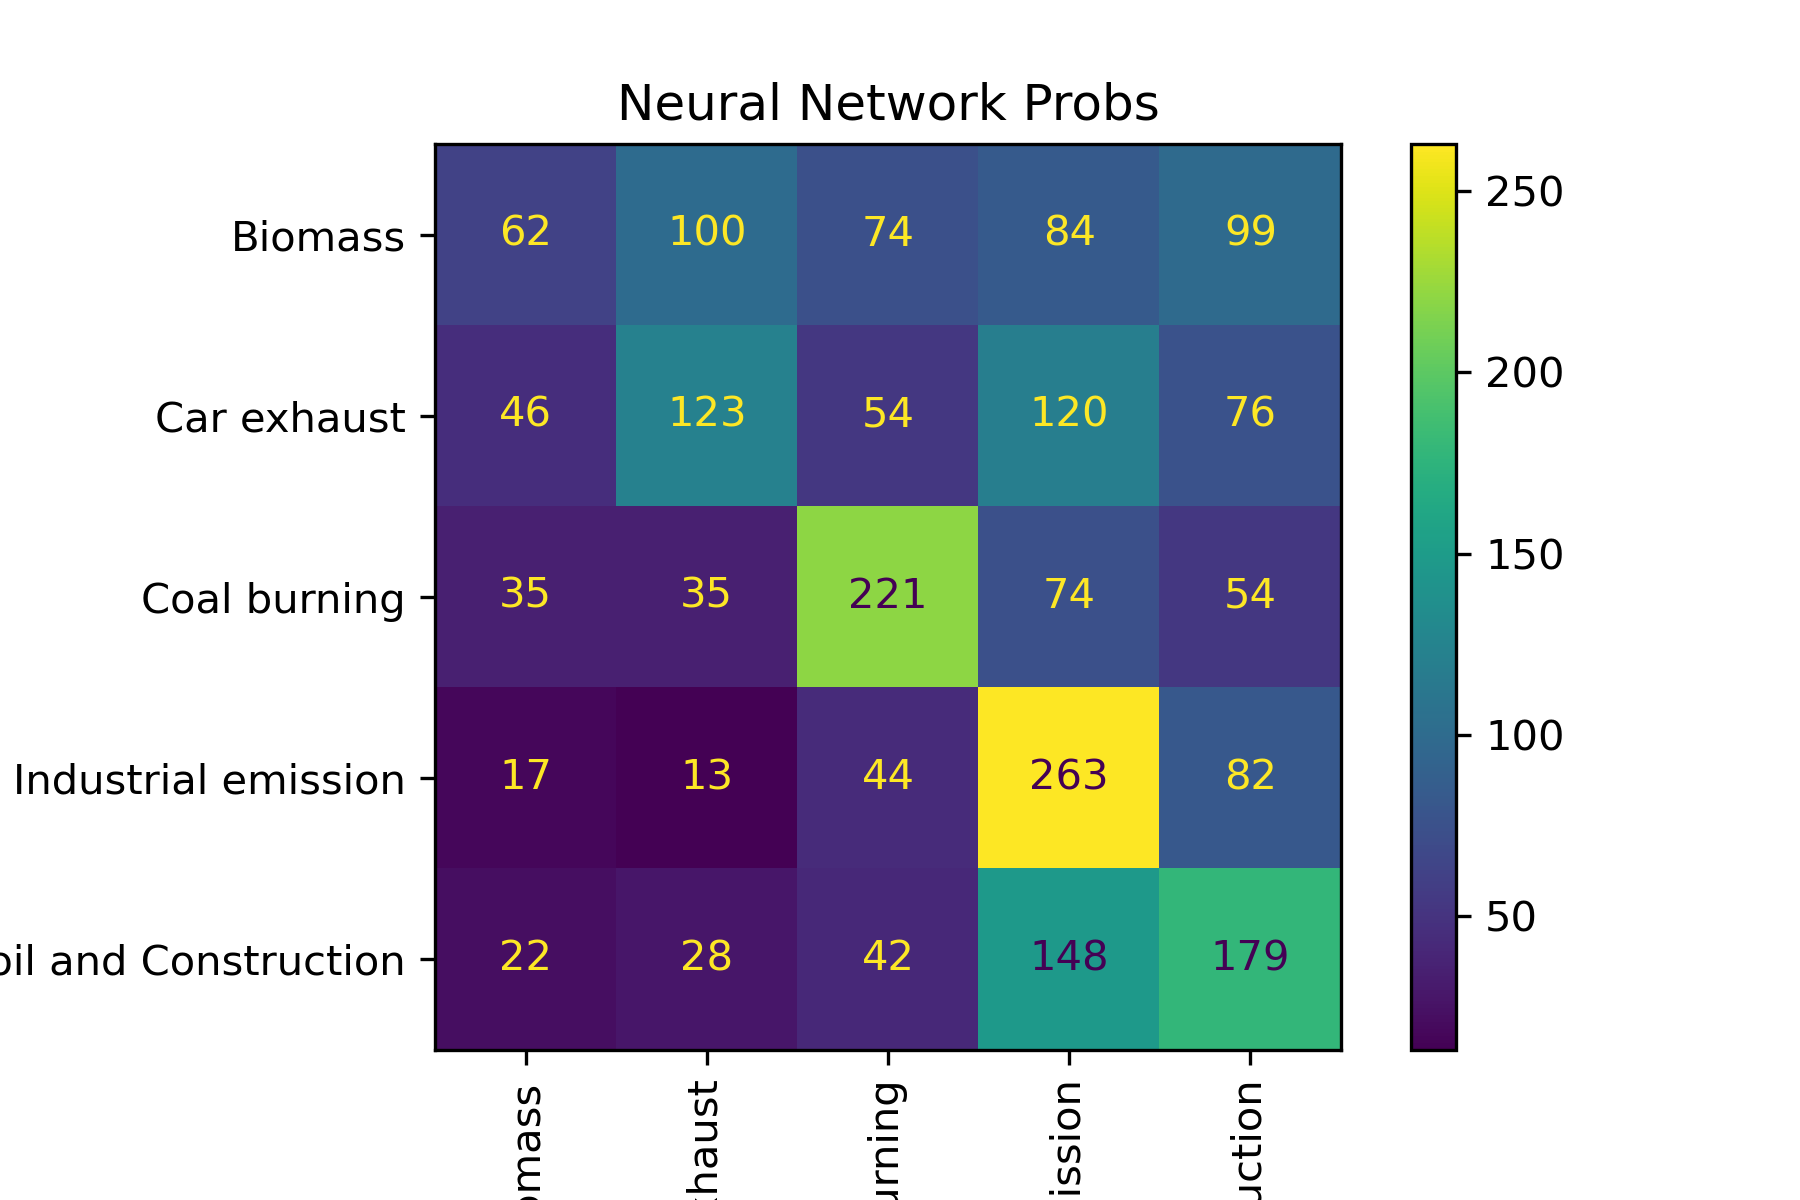 Neural Network Probs
Biomass 62 100 74 84 99
Car exhaust 46 123 54 120 76
Coal burning 35 35 221 74 54
Industrial emission 17 13 44 263 82
oil and Construction 22 28 42 148 179
250
200
150
100
50
omass
xhaust
urning
ission
uction